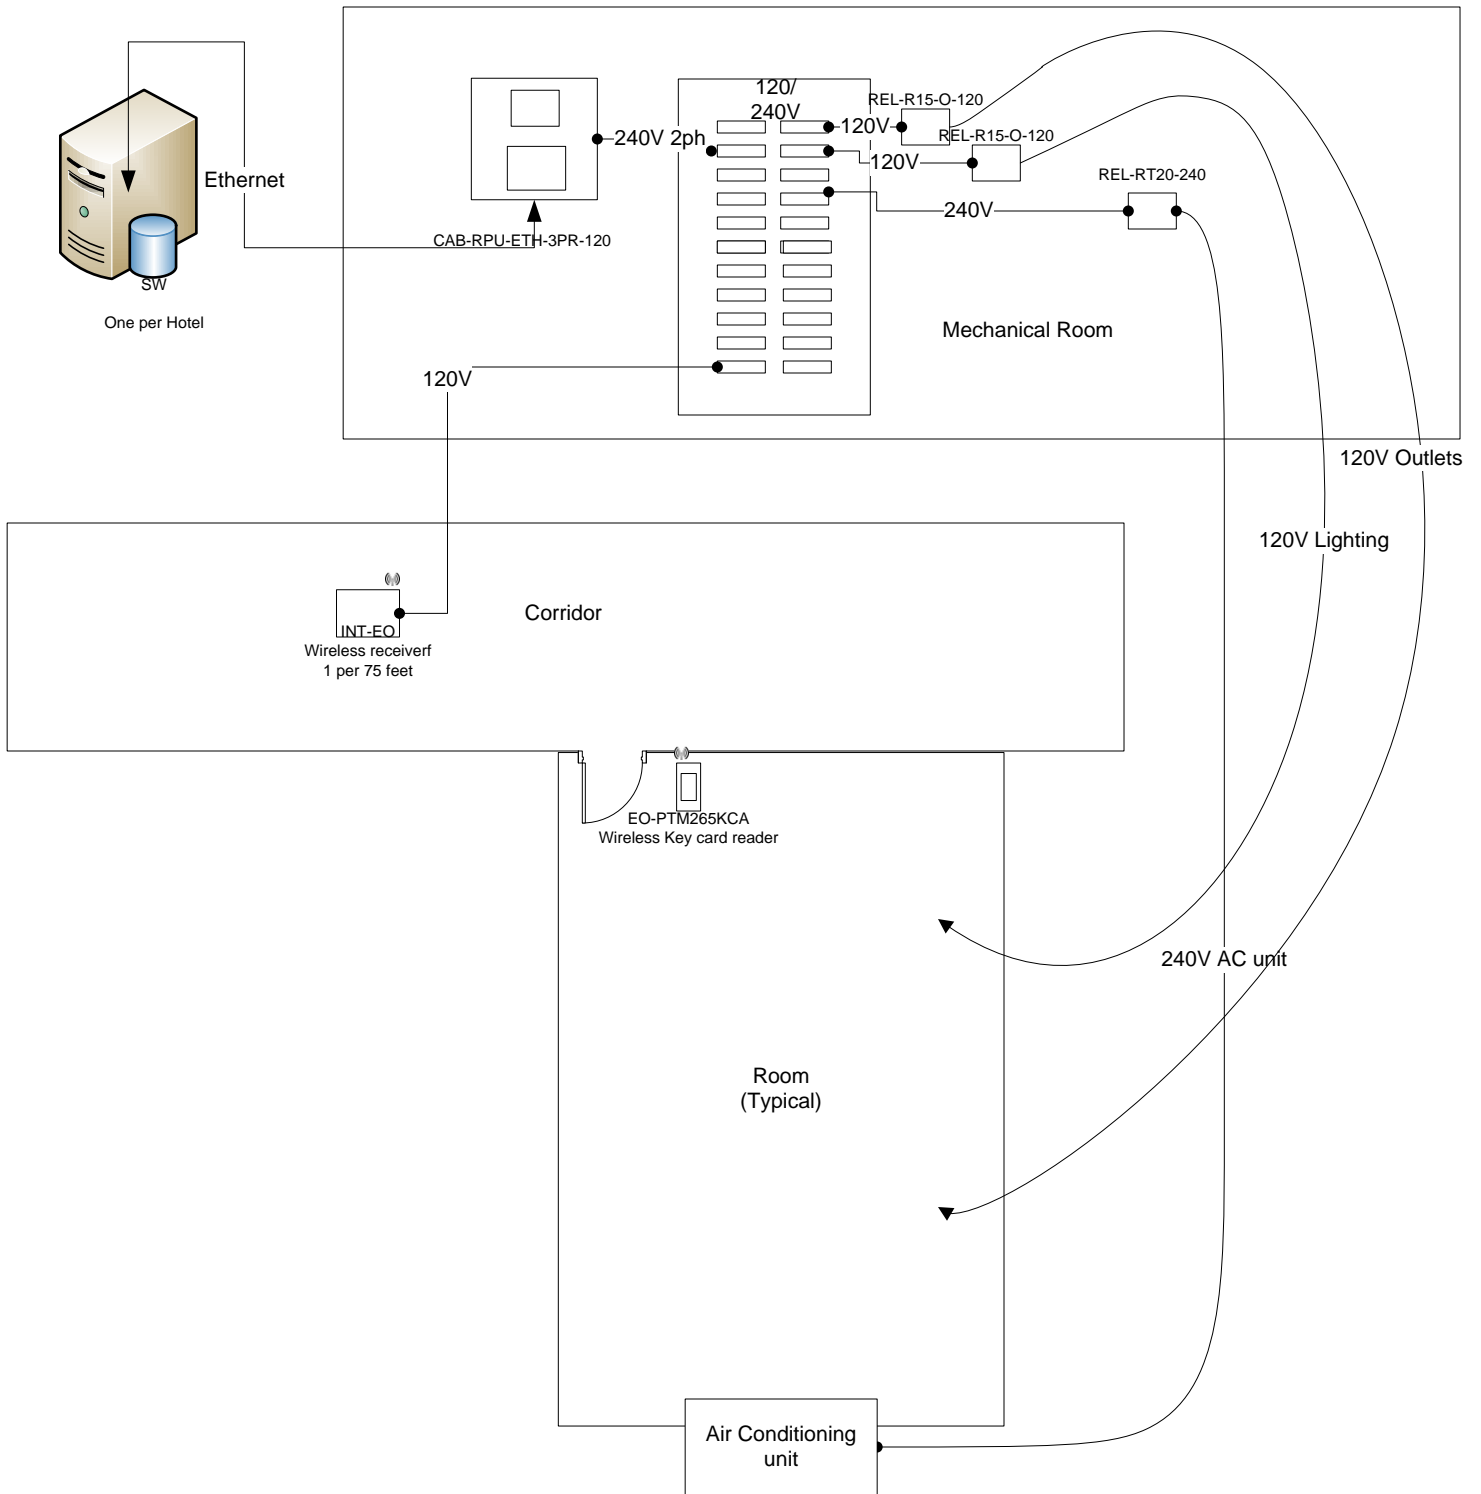 120/
240V
REL-R15-O-120
120V
REL-R15-O-120
240V 2ph
120V
REL-RT20-240
Ethernet
240V
CAB-RPU-ETH-3PR-120
SW
One per Hotel
Mechanical Room
120V
120V Outlets
120V Lighting
Corridor
INT-EO
Wireless receiverf
1 per 75 feet
EO-PTM265KCA
Wireless Key card reader
240V AC unit
Room
(Typical)
Air Conditioning
unit